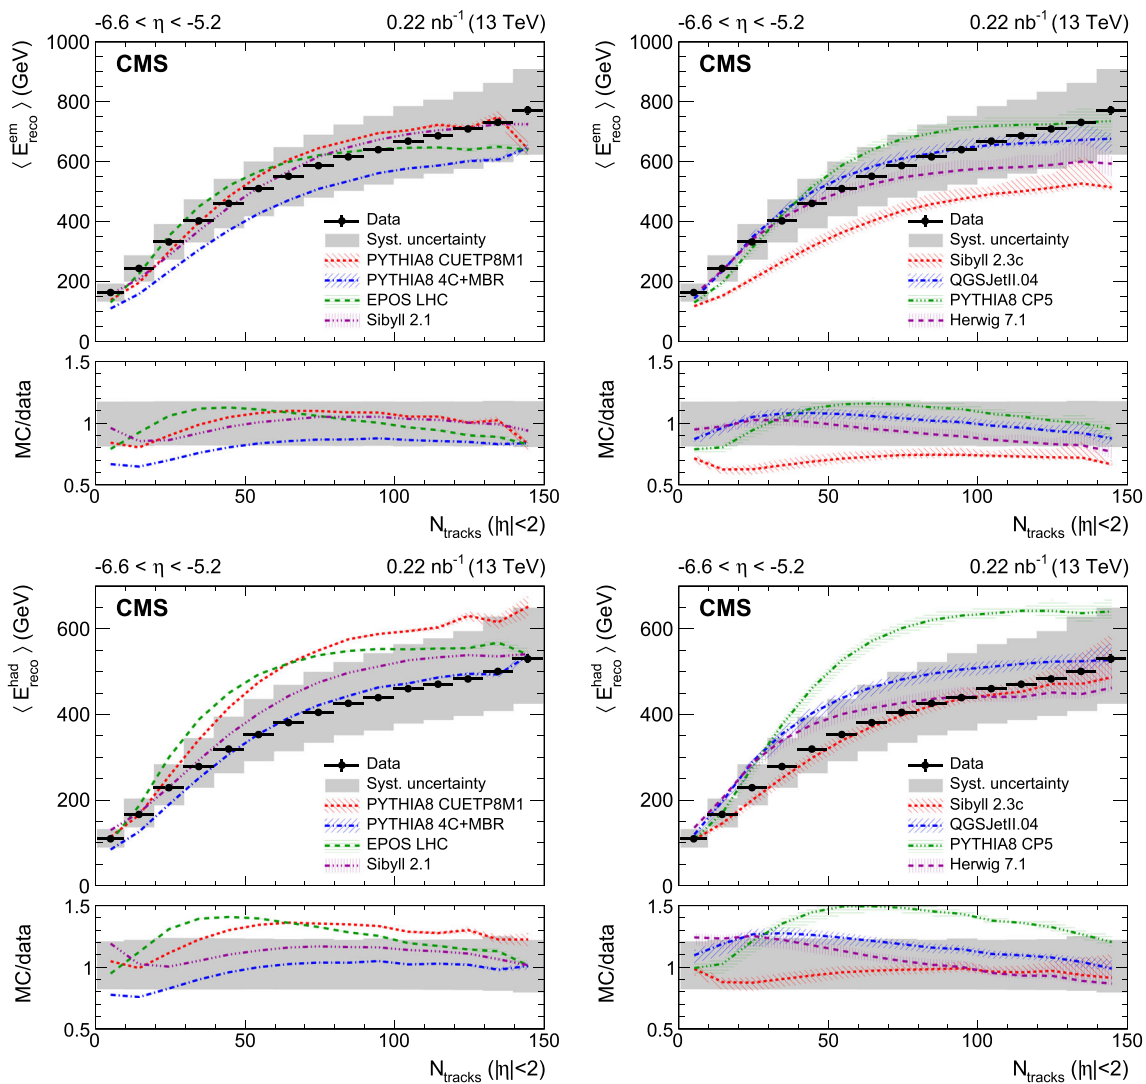 -6.6 < η < -5.2 0.22 nb⁻¹ (13 TeV)
CMS
⟨ E^em_reco ⟩ (GeV)
1000
800
600
400
200
0
Data
Syst. uncertainty
PYTHIA8 CUETP8M1
PYTHIA8 4C+MBR
EPOS LHC
Sibyll 2.1
MC/data
1.5
1
0.5
0 50 100 150
N_tracks (|η|<2)
-6.6 < η < -5.2 0.22 nb⁻¹ (13 TeV)
CMS
⟨ E^em_reco ⟩ (GeV)
1000
800
600
400
200
0
Data
Syst. uncertainty
Sibyll 2.3c
QGSJetII.04
PYTHIA8 CP5
Herwig 7.1
MC/data
1.5
1
0.5
0 50 100 150
N_tracks (|η|<2)
-6.6 < η < -5.2 0.22 nb⁻¹ (13 TeV)
CMS
⟨ E^had_reco ⟩ (GeV)
600
400
200
0
Data
Syst. uncertainty
PYTHIA8 CUETP8M1
PYTHIA8 4C+MBR
EPOS LHC
Sibyll 2.1
MC/data
1.5
1
0.5
0 50 100 150
N_tracks (|η|<2)
-6.6 < η < -5.2 0.22 nb⁻¹ (13 TeV)
CMS
⟨ E^had_reco ⟩ (GeV)
600
400
200
0
Data
Syst. uncertainty
Sibyll 2.3c
QGSJetII.04
PYTHIA8 CP5
Herwig 7.1
MC/data
1.5
1
0.5
0 50 100 150
N_tracks (|η|<2)